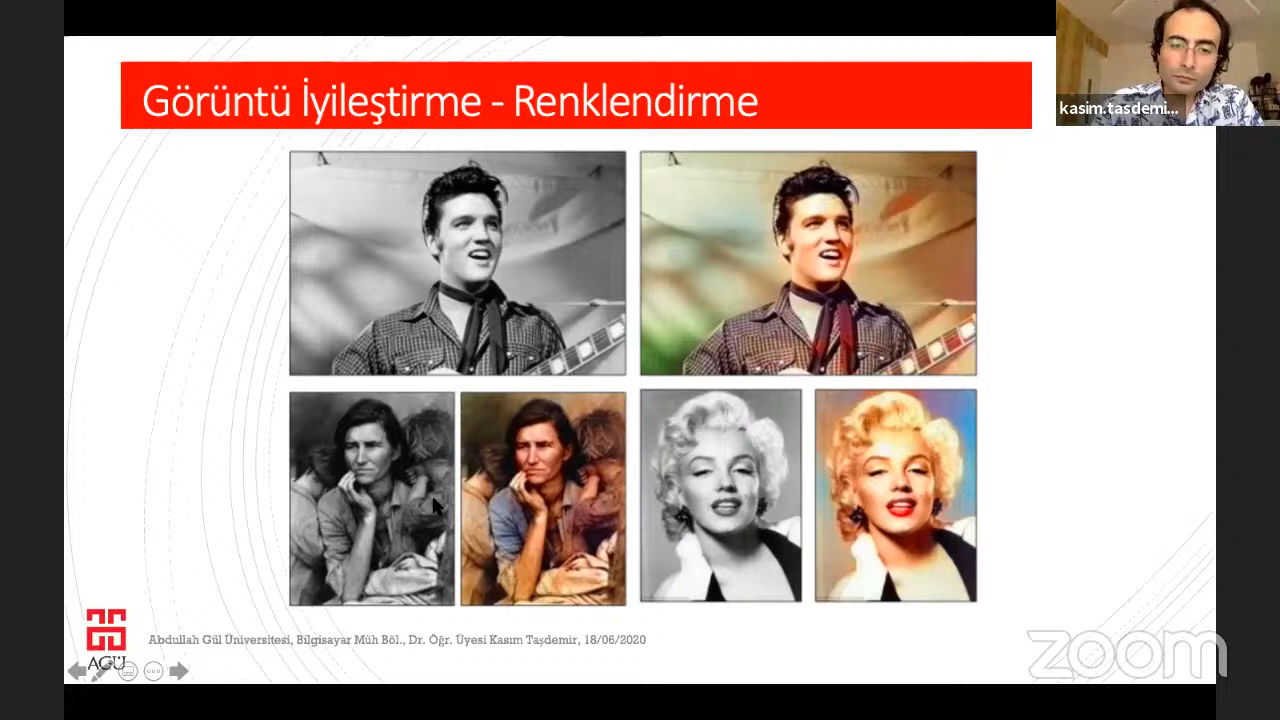 Görüntü İyileştirme - Renklendirme
kasim.tasdemi...
Abdullah Gül Üniversitesi, Bilgisayar Müh Böl., Dr. Öğr. Üyesi Kasım Taşdemir, 18/06/2020
AGÜ
zoom